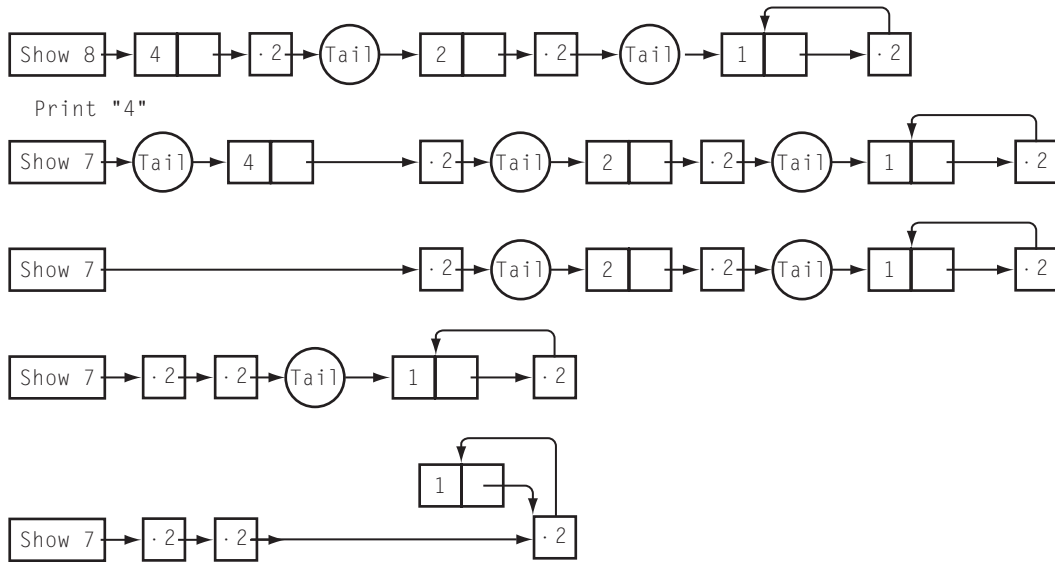 Show 8 4 · 2 Tail 2 · 2 Tail 1 · 2
Print "4"
Show 7 Tail 4 · 2 Tail 2 · 2 Tail 1 · 2
Show 7 · 2 Tail 2 · 2 Tail 1 · 2
Show 7 · 2 · 2 Tail 1 · 2
1
Show 7 · 2 · 2 · 2